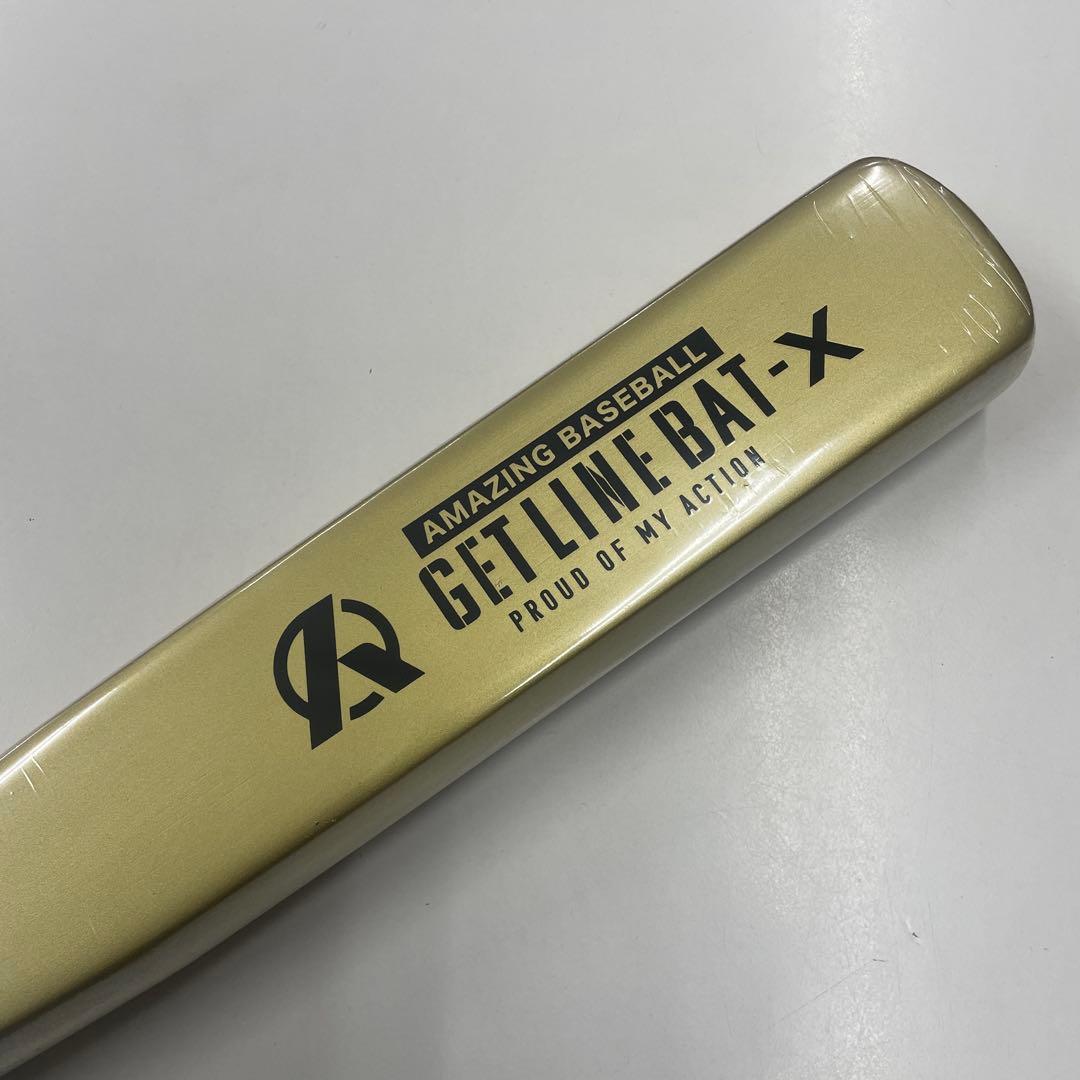 AMAZING BASEBALL
GET LINE BAT-X
PROUD OF MY ACTION